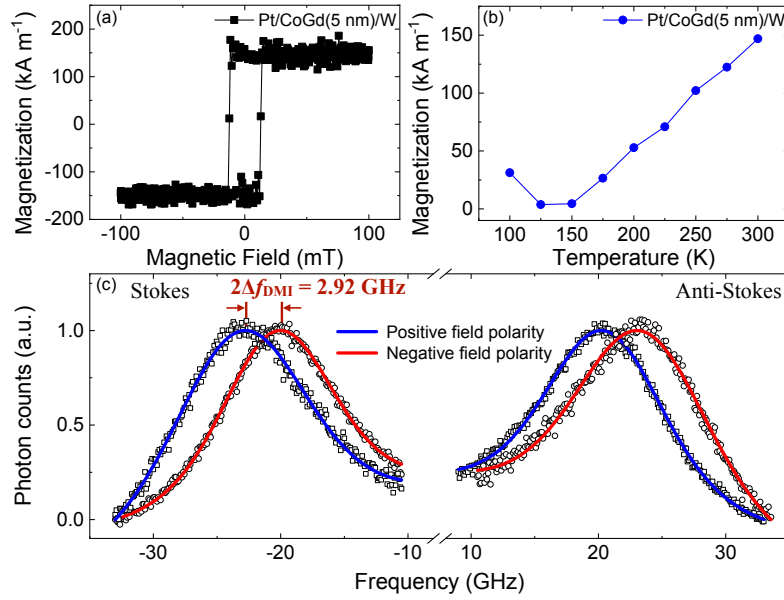 (a)
Pt/CoGd(5 nm)/W
Magnetization (kA m⁻¹)
200
100
0
-100
-200
-100
0
100
Magnetic Field (mT)
(b)
Pt/CoGd(5 nm)/W
Magnetization (kA m⁻¹)
150
100
50
0
100
150
200
250
300
Temperature (K)
(c)
Stokes
2Δf_DMI = 2.92 GHz
Anti-Stokes
Positive field polarity
Negative field polarity
Photon counts (a.u.)
1.0
0.5
0.0
-30
-20
-10
10
20
30
Frequency (GHz)